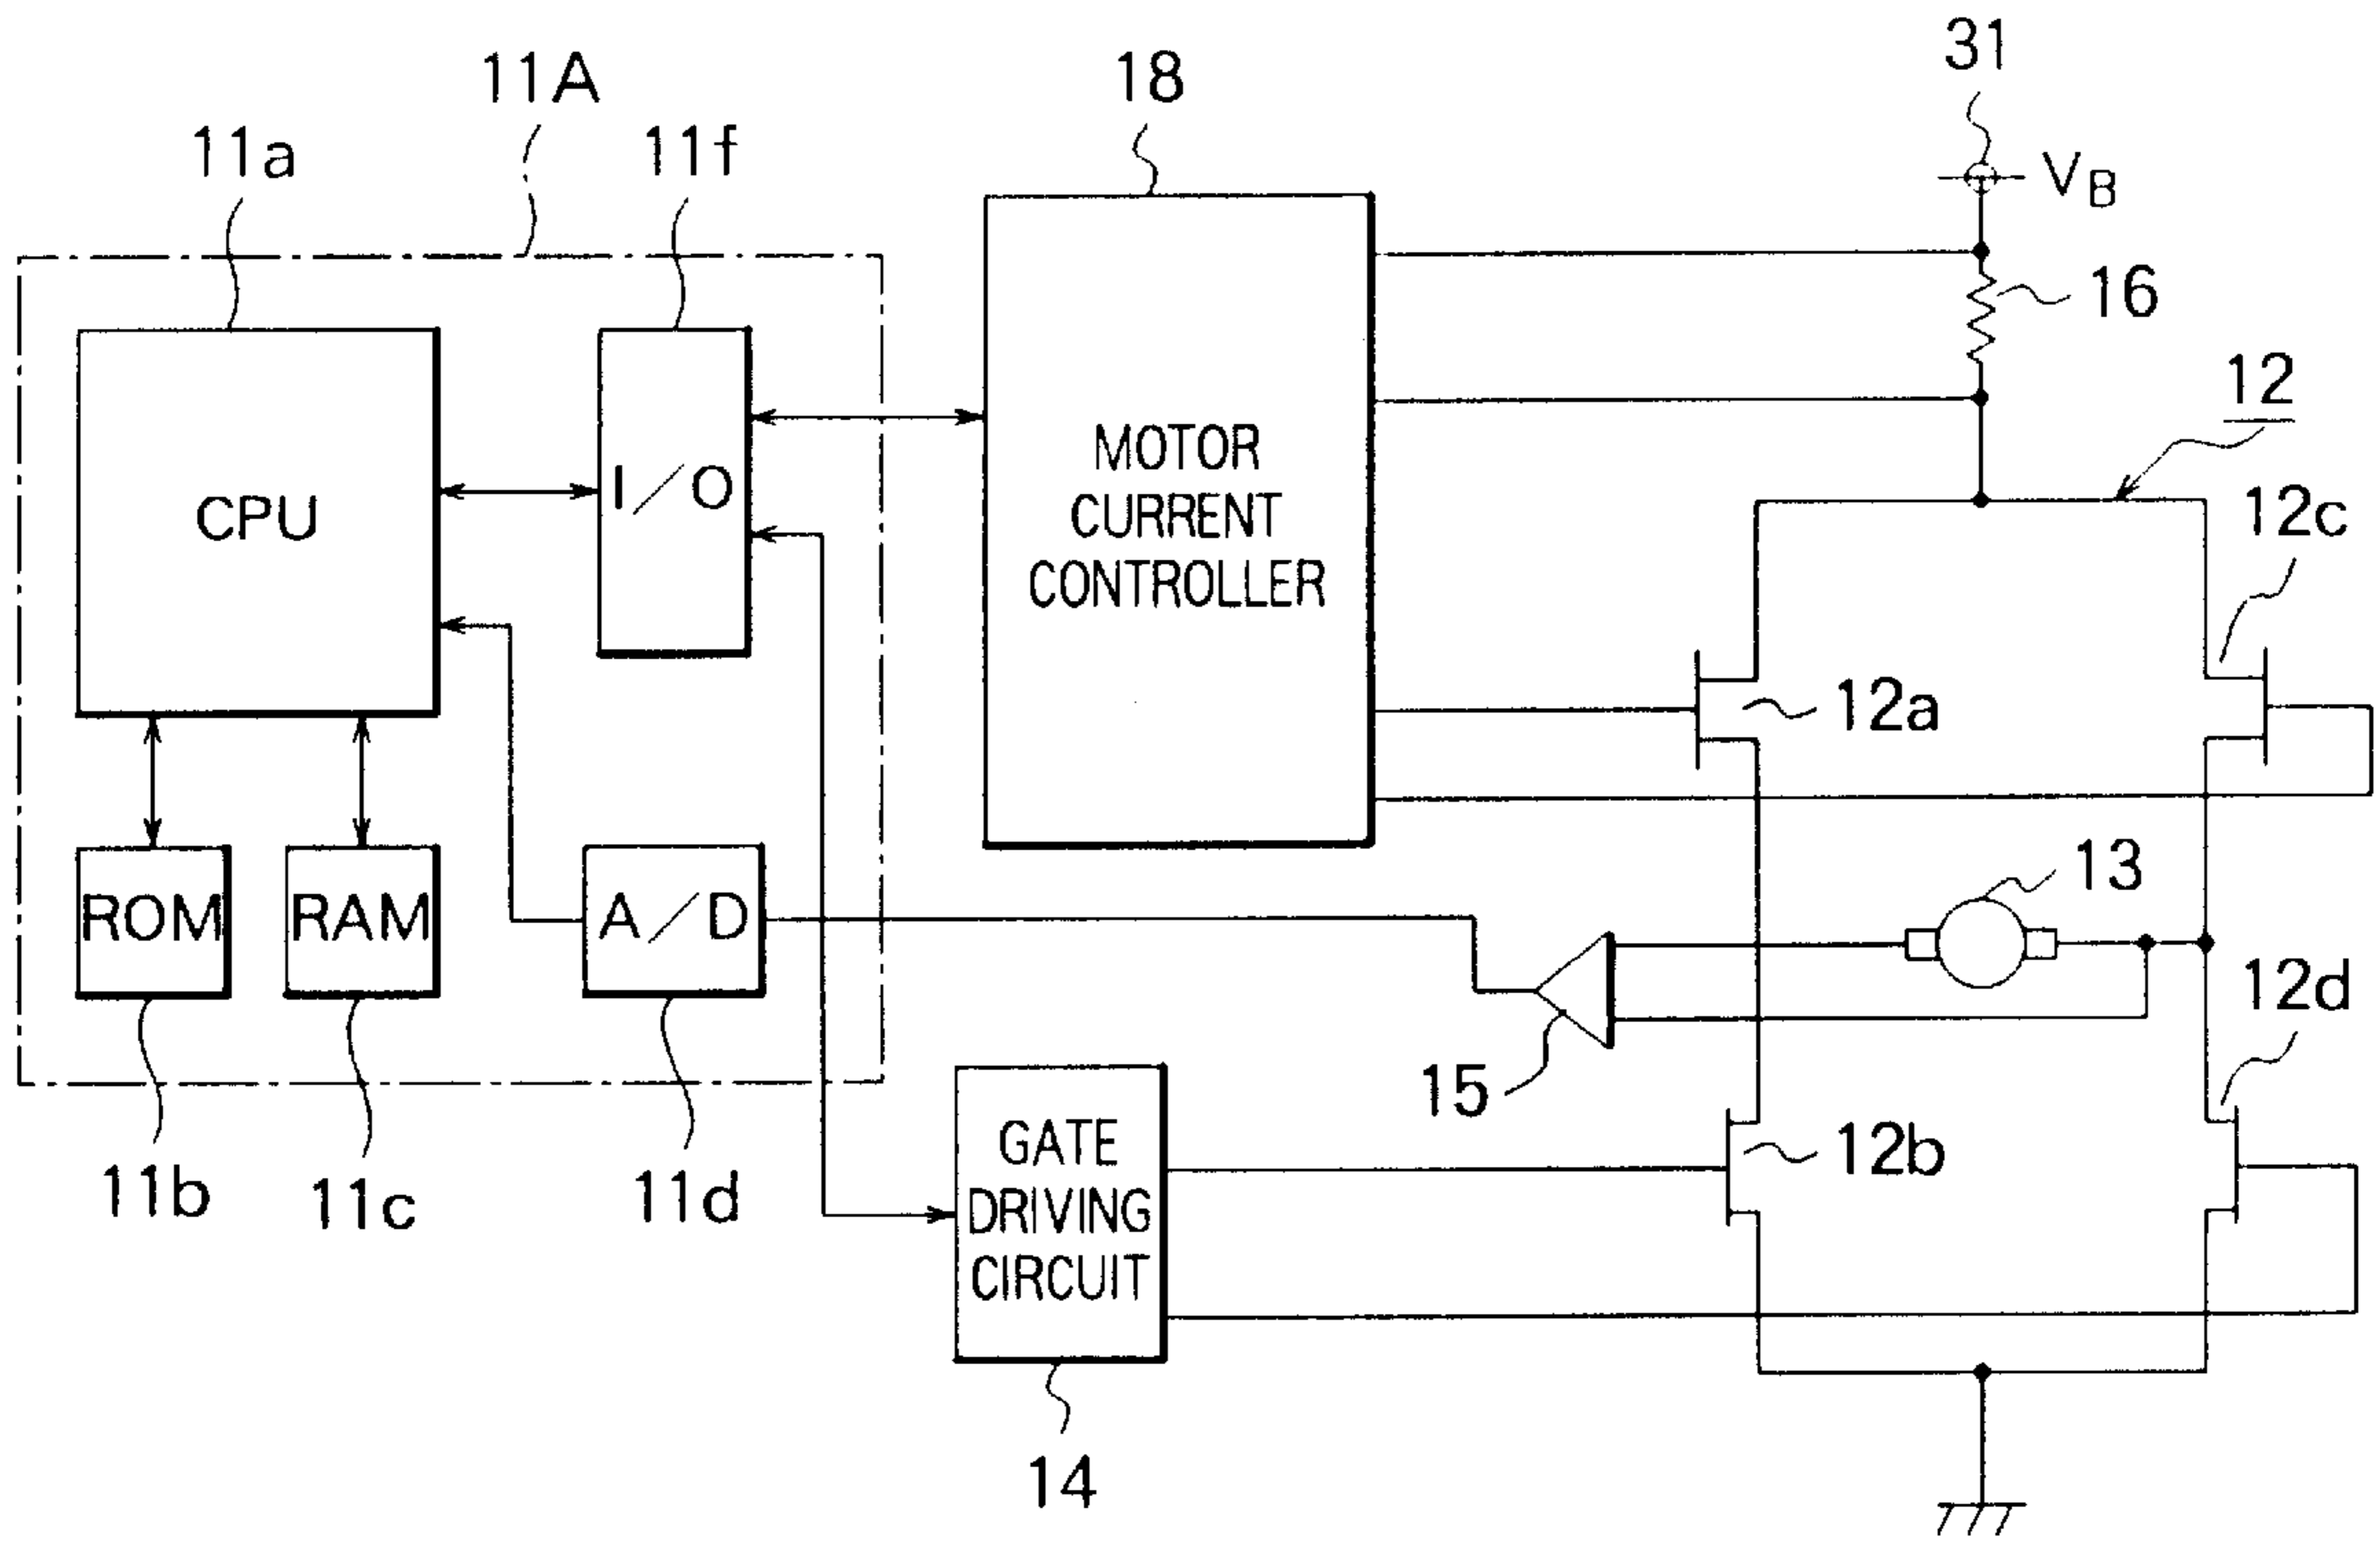 31
11A
18
11a
11f
VB
16
12
12c
CPU
I/O
MOTOR
CURRENT
CONTROLLER
12a
13
ROM
RAM
A/D
12d
15
12b
11b
11c
11d
GATE
DRIVING
CIRCUIT
14